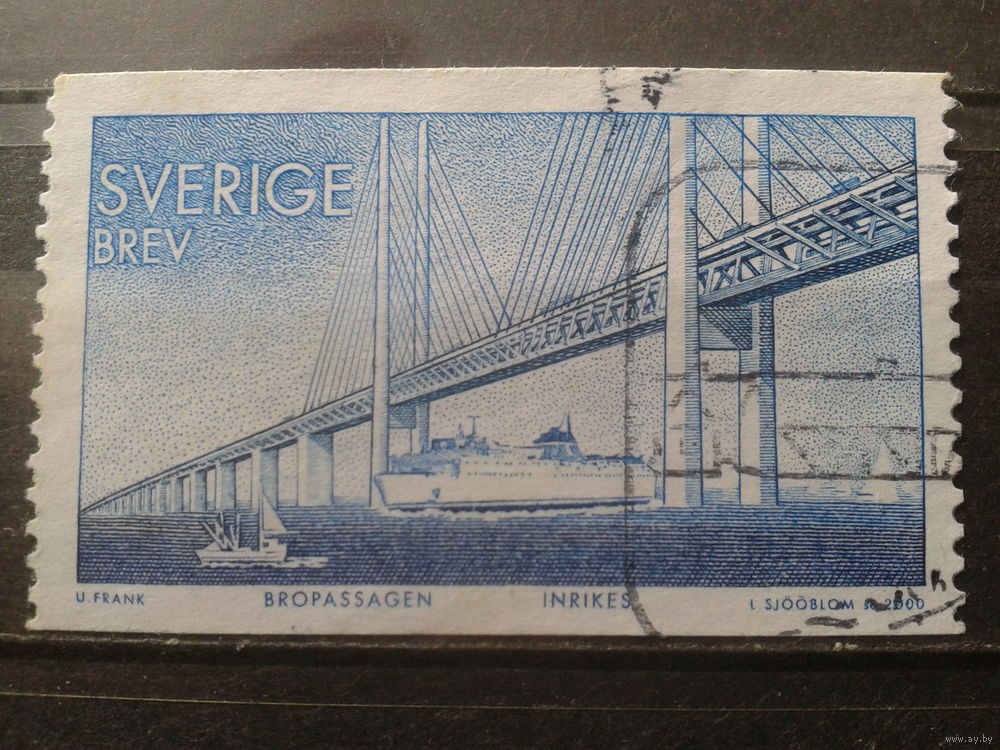 SVERIGE
BREV
U. FRANK BROPASSAGEN INRIKES L. SJÖÖBLOM sc 2000
www.ay.by